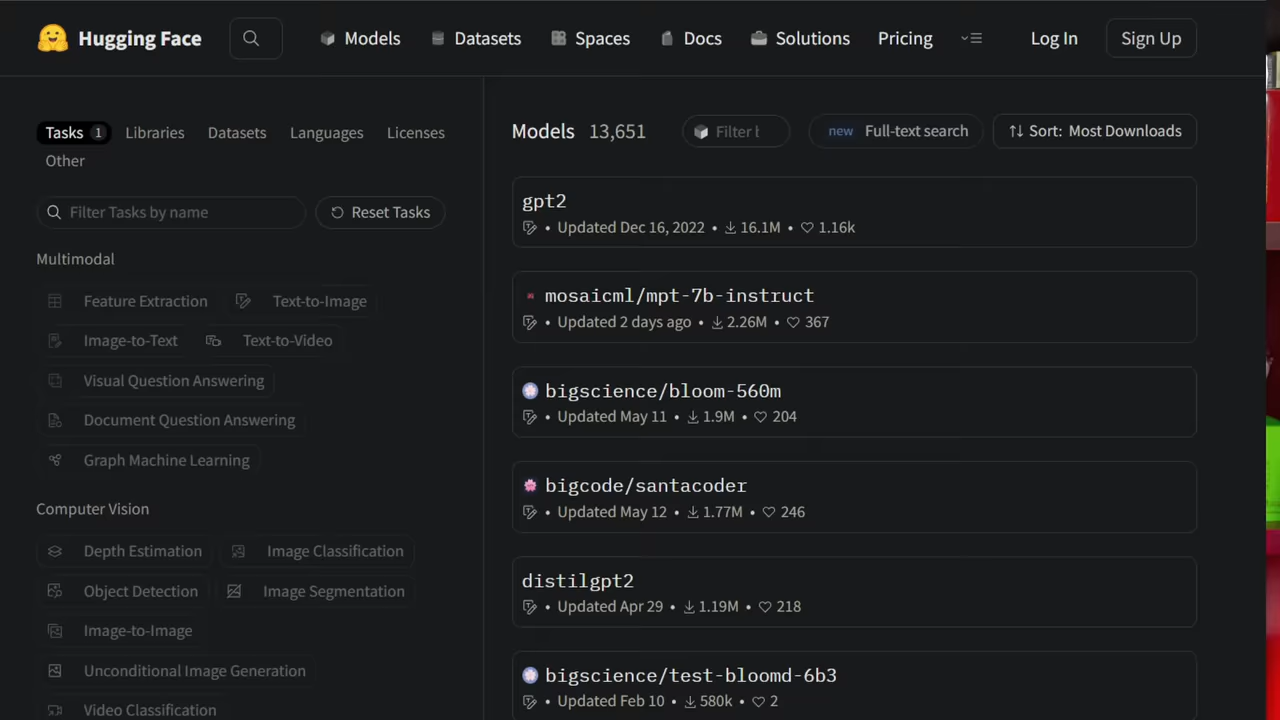 Hugging Face Models Datasets Spaces Docs Solutions Pricing Log In Sign Up
Tasks 1 Libraries Datasets Languages Licenses
Other
Filter Tasks by name Reset Tasks
Multimodal
Feature Extraction Text-to-Image
Image-to-Text Text-to-Video
Visual Question Answering
Document Question Answering
Graph Machine Learning
Computer Vision
Depth Estimation Image Classification
Object Detection Image Segmentation
Image-to-Image
Unconditional Image Generation
Video Classification
Models 13,651 Filter new Full-text search Sort: Most Downloads
gpt2
• Updated Dec 16, 2022 • 16.1M • 1.16k
mosaicml/mpt-7b-instruct
• Updated 2 days ago • 2.26M • 367
bigscience/bloom-560m
• Updated May 11 • 1.9M • 204
bigcode/santacoder
• Updated May 12 • 1.77M • 246
distilgpt2
• Updated Apr 29 • 1.19M • 218
bigscience/test-bloomd-6b3
• Updated Feb 10 • 580k • 2